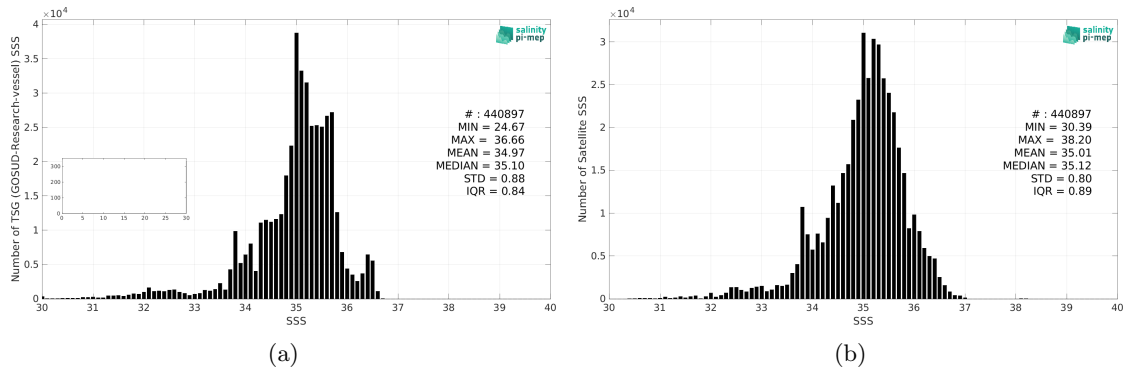 ×10^4
salinity
pi-mep
Number of TSG (GOSUD-Research-vessel) SSS
4
3.5
3
2.5
2
1.5
1
0.5
0
# : 440897
MIN = 24.67
MAX = 36.66
MEAN = 34.97
MEDIAN = 35.10
STD = 0.88
IQR = 0.84
300
200
100
0
0 5 10 15 20 25 30
30 31 32 33 34 35 36 37 38 39 40
SSS
(a)
×10^4
salinity
pi-mep
Number of Satellite SSS
3
2.5
2
1.5
1
0.5
0
# : 440897
MIN = 30.39
MAX = 38.20
MEAN = 35.01
MEDIAN = 35.12
STD = 0.80
IQR = 0.89
30 31 32 33 34 35 36 37 38 39 40
SSS
(b)